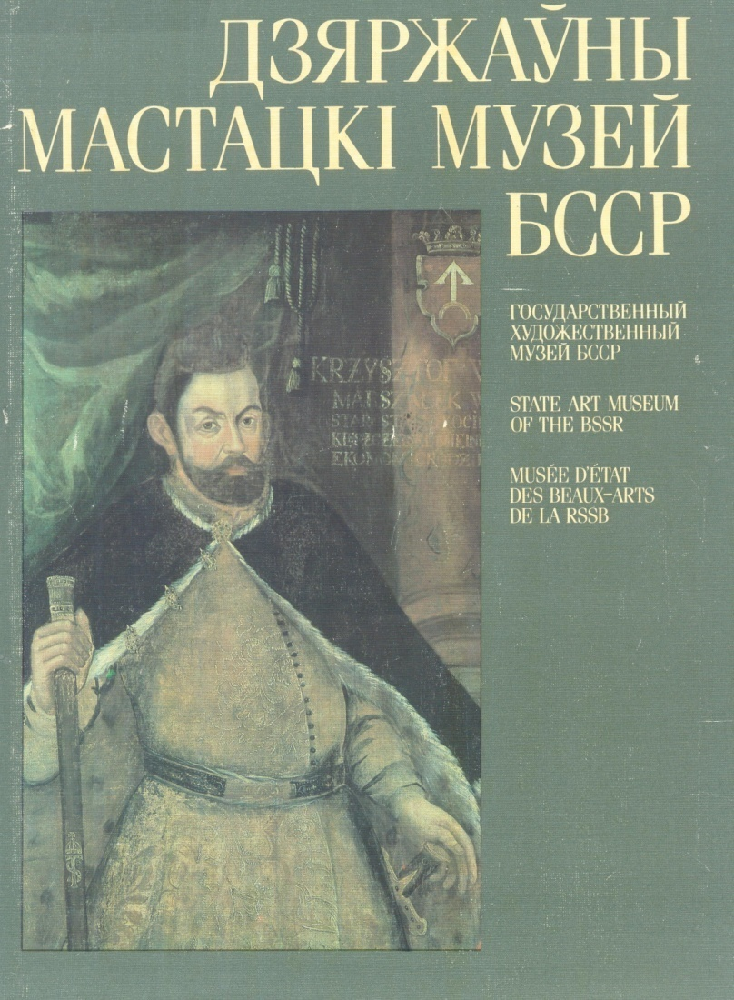 ДЗЯРЖАЎНЫ
МАСТАЦКІ МУЗЕЙ
БССР
ГОСУДАРСТВЕННЫЙ
ХУДОЖЕСТВЕННЫЙ
МУЗЕЙ БССР
STATE ART MUSEUM
OF THE BSSR
MUSÉE D'ÉTAT
DES BEAUX-ARTS
DE LA RSSB
KRZYSZTOF